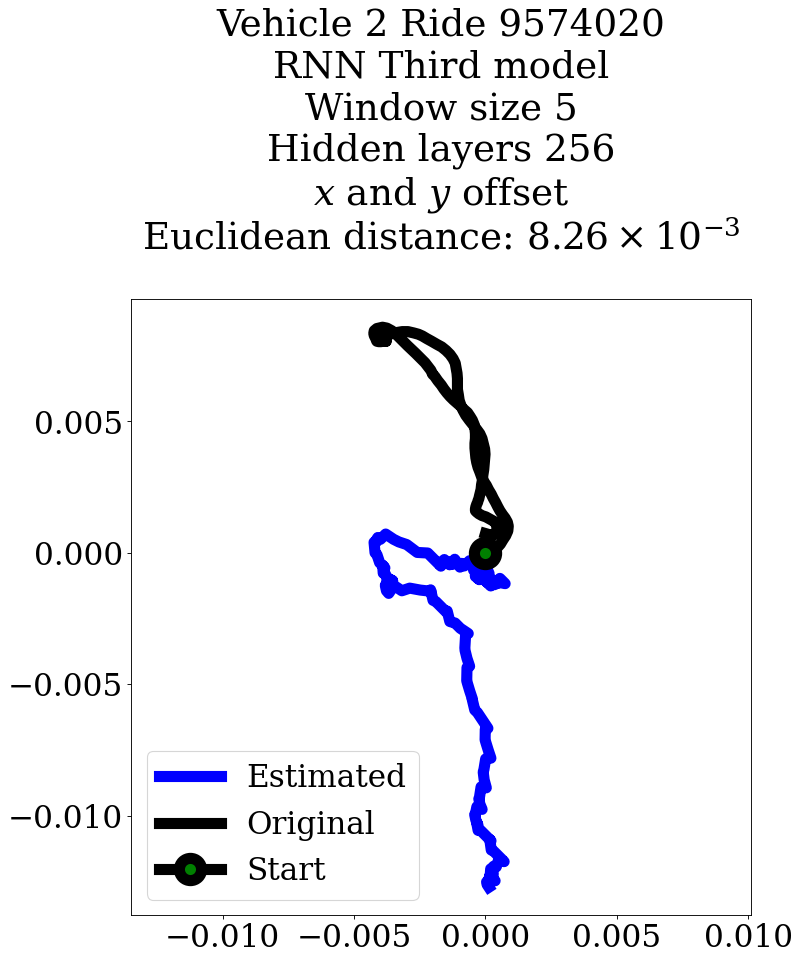 Vehicle 2 Ride 9574020
RNN Third model
Window size 5
Hidden layers 256
x and y offset
Euclidean distance: 8.26 × 10⁻³
0.005
0.000
−0.005
−0.010
Estimated
Original
Start
−0.010 −0.005 0.000 0.005 0.010